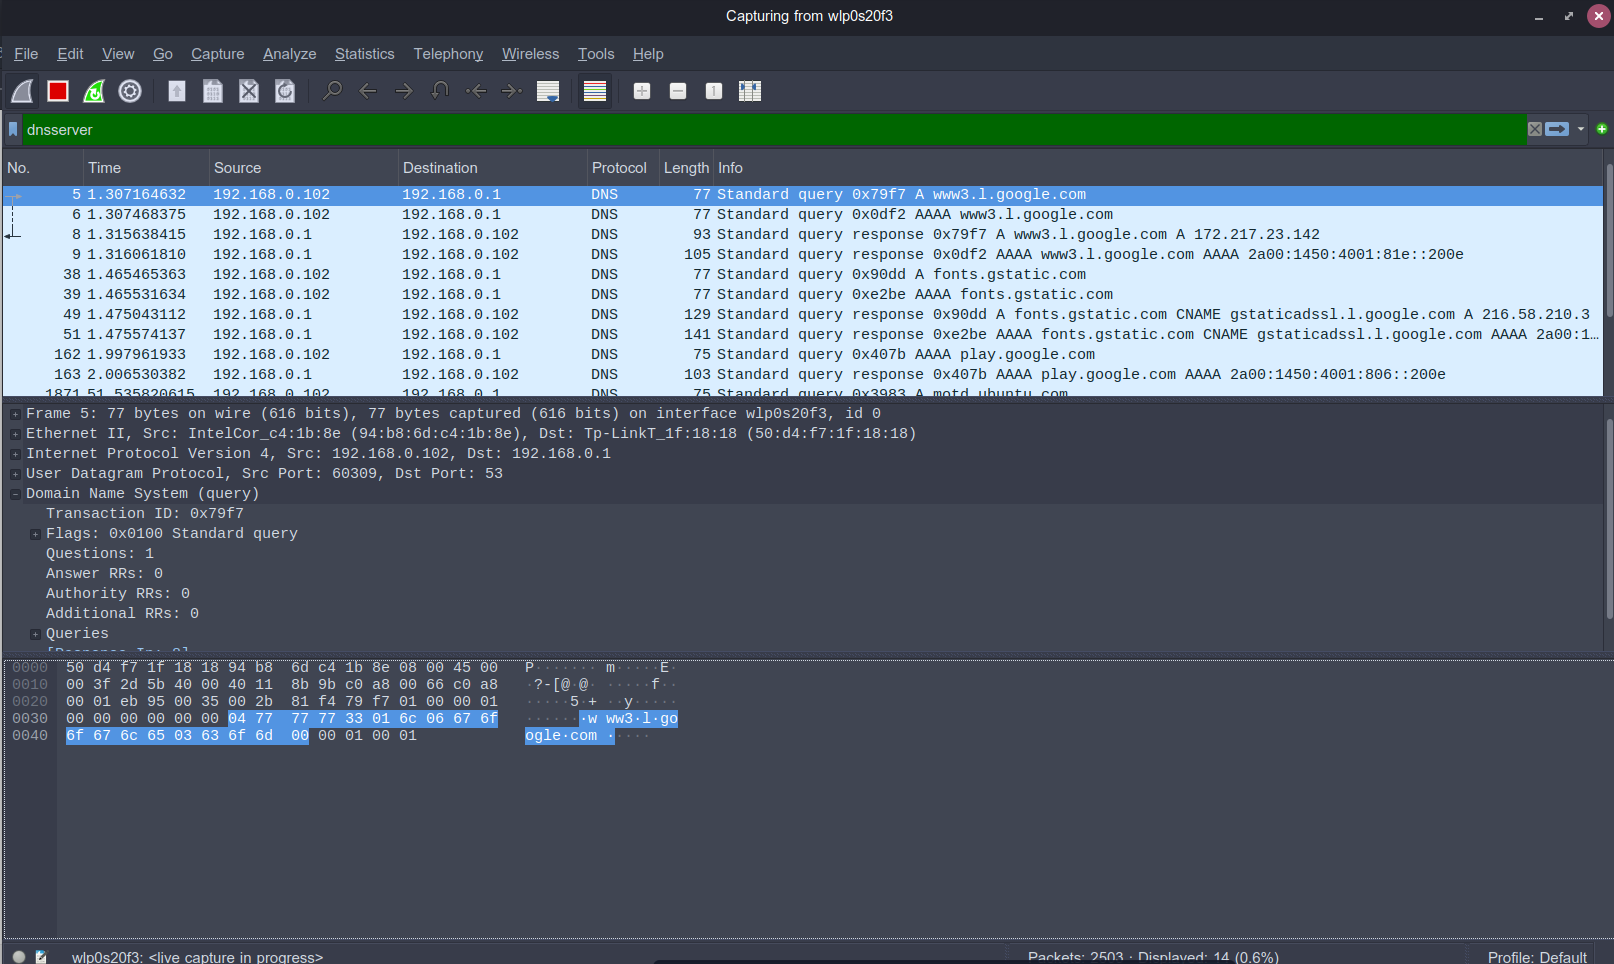 Capturing from wlp0s20f3
File Edit View Go Capture Analyze Statistics Telephony Wireless Tools Help
dnsserver
No. Time Source Destination Protocol Length Info
5 1.307164632 192.168.0.102 192.168.0.1 DNS 77 Standard query 0x79f7 A www3.l.google.com
6 1.307468375 192.168.0.102 192.168.0.1 DNS 77 Standard query 0x0df2 AAAA www3.l.google.com
8 1.315638415 192.168.0.1 192.168.0.102 DNS 93 Standard query response 0x79f7 A www3.l.google.com A 172.217.23.142
9 1.316061810 192.168.0.1 192.168.0.102 DNS 105 Standard query response 0x0df2 AAAA www3.l.google.com AAAA 2a00:1450:4001:81e::200e
38 1.465465363 192.168.0.102 192.168.0.1 DNS 77 Standard query 0x90dd A fonts.gstatic.com
39 1.465531634 192.168.0.102 192.168.0.1 DNS 77 Standard query 0xe2be AAAA fonts.gstatic.com
49 1.475043112 192.168.0.1 192.168.0.102 DNS 129 Standard query response 0x90dd A fonts.gstatic.com CNAME gstaticadssl.l.google.com A 216.58.210.3
51 1.475574137 192.168.0.1 192.168.0.102 DNS 141 Standard query response 0xe2be AAAA fonts.gstatic.com CNAME gstaticadssl.l.google.com AAAA 2a00:1…
162 1.997961933 192.168.0.102 192.168.0.1 DNS 75 Standard query 0x407b AAAA play.google.com
163 2.006530382 192.168.0.1 192.168.0.102 DNS 103 Standard query response 0x407b AAAA play.google.com AAAA 2a00:1450:4001:806::200e
1871 51.535820615 192.168.0.102 192.168.0.1 DNS 75 Standard query 0x3983 A motd.ubuntu.com
Frame 5: 77 bytes on wire (616 bits), 77 bytes captured (616 bits) on interface wlp0s20f3, id 0
Ethernet II, Src: IntelCor_c4:1b:8e (94:b8:6d:c4:1b:8e), Dst: Tp-LinkT_1f:18:18 (50:d4:f7:1f:18:18)
Internet Protocol Version 4, Src: 192.168.0.102, Dst: 192.168.0.1
User Datagram Protocol, Src Port: 60309, Dst Port: 53
Domain Name System (query)
Transaction ID: 0x79f7
Flags: 0x0100 Standard query
Questions: 1
Answer RRs: 0
Authority RRs: 0
Additional RRs: 0
Queries
[Response In: 8]
0000 50 d4 f7 1f 18 18 94 b8 6d c4 1b 8e 08 00 45 00 P······· m·····E·
0010 00 3f 2d 5b 40 00 40 11 8b 9b c0 a8 00 66 c0 a8 ·?-[@·@· ·····f··
0020 00 01 eb 95 00 35 00 2b 81 f4 79 f7 01 00 00 01 ·····5·+ ··y·····
0030 00 00 00 00 00 00 04 77 77 77 33 01 6c 06 67 6f ·······w ww3·l·go
0040 6f 67 6c 65 03 63 6f 6d 00 00 01 00 01 ogle·com ·····
wlp0s20f3: <live capture in progress> Packets: 2503 · Displayed: 14 (0.6%) Profile: Default